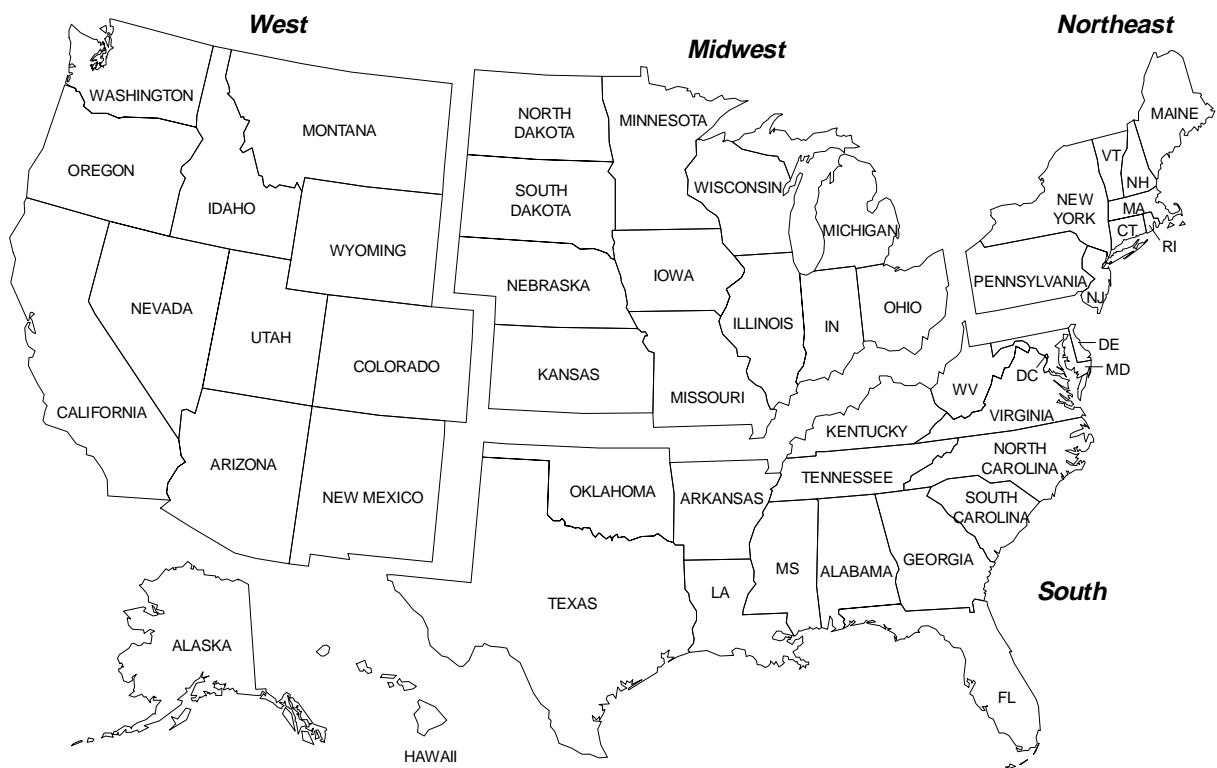 West
Midwest
Northeast
WASHINGTON
MONTANA
OREGON
IDAHO
WYOMING
NEVADA
UTAH
COLORADO
CALIFORNIA
ARIZONA
NEW MEXICO
ALASKA
HAWAII
NORTH
DAKOTA
MINNESOTA
SOUTH
DAKOTA
WISCONSIN
MICHIGAN
IOWA
NEBRASKA
ILLINOIS
IN
OHIO
KANSAS
MISSOURI
MAINE
VT
NH
NEW
YORK
MA
CT
RI
PENNSYLVANIA
NJ
DE
MD
DC
WV
VIRGINIA
KENTUCKY
NORTH
CAROLINA
TENNESSEE
OKLAHOMA
ARKANSAS
SOUTH
CAROLINA
GEORGIA
MS
ALABAMA
LA
TEXAS
South
FL